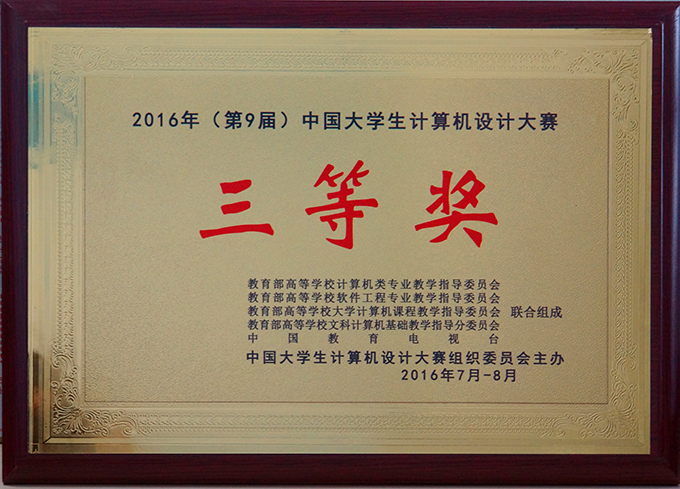 2016年（第9届）中国大学生计算机设计大赛
三等奖
教育部高等学校计算机类专业教学指导委员会
教育部高等学校软件工程专业教学指导委员会
教育部高等学校大学计算机课程教学指导委员会 联合组成
教育部高等学校文科计算机基础教学指导分委员会
中国教育电视台
中国大学生计算机设计大赛组织委员会主办
2016年7月-8月